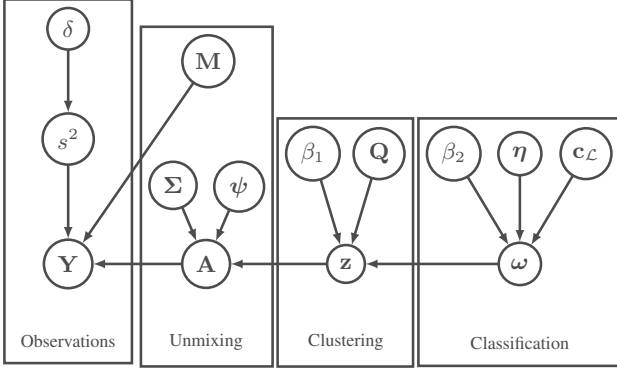 δ
M
s²
β₁
Q
β₂
η
c_ℒ
Σ
ψ
Y
A
z
ω
Observations
Unmixing
Clustering
Classification